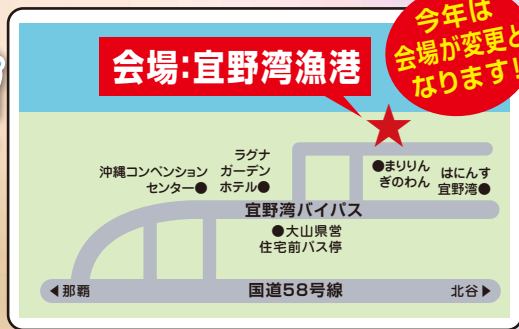 今年は
会場が変更と
なります!
会場:宜野湾漁港
ラグナ
ガーデン
ホテル●
沖縄コンベンション
センター●
●まりりん
ぎのわん
はにんす
宜野湾●
宜野湾バイパス
●大山県営
住宅前バス停
◀那覇
国道58号線
北谷▶